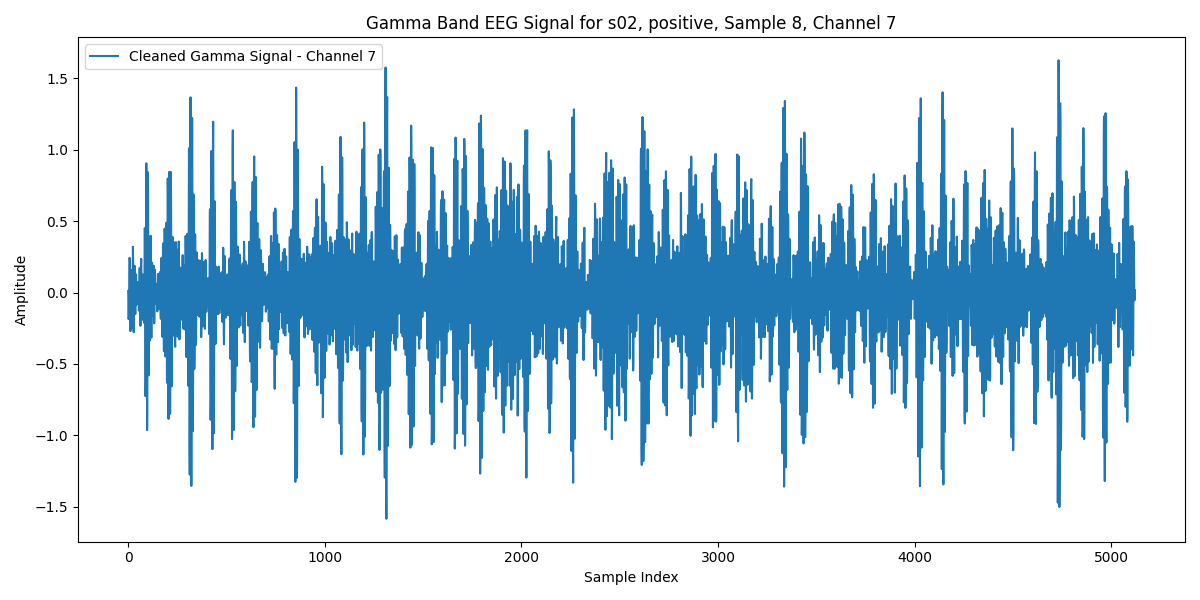 Gamma Band EEG Signal for s02, positive, Sample 8, Channel 7
Cleaned Gamma Signal - Channel 7
1.5
1.0
0.5
0.0
−0.5
−1.0
−1.5
Amplitude
0 1000 2000 3000 4000 5000
Sample Index